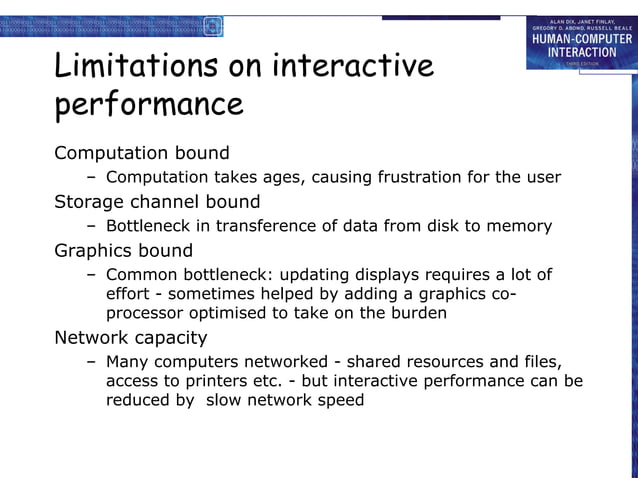 ALAN DIX, JANET FINLAY,
GREGORY D. ABOWD, RUSSELL BEALE
HUMAN-COMPUTER
INTERACTION
THIRD EDITION
Limitations on interactive
performance
Computation bound
– Computation takes ages, causing frustration for the user
Storage channel bound
– Bottleneck in transference of data from disk to memory
Graphics bound
– Common bottleneck: updating displays requires a lot of
effort - sometimes helped by adding a graphics co-
processor optimised to take on the burden
Network capacity
– Many computers networked - shared resources and files,
access to printers etc. - but interactive performance can be
reduced by  slow network speed